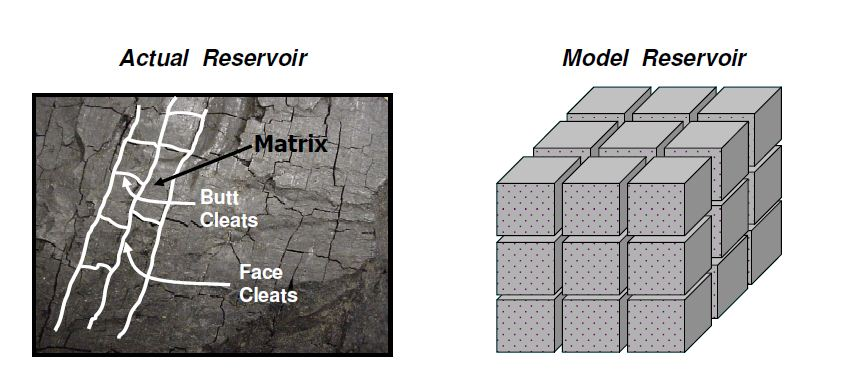 Actual Reservoir
Model Reservoir
Matrix
Butt
Cleats
Face
Cleats